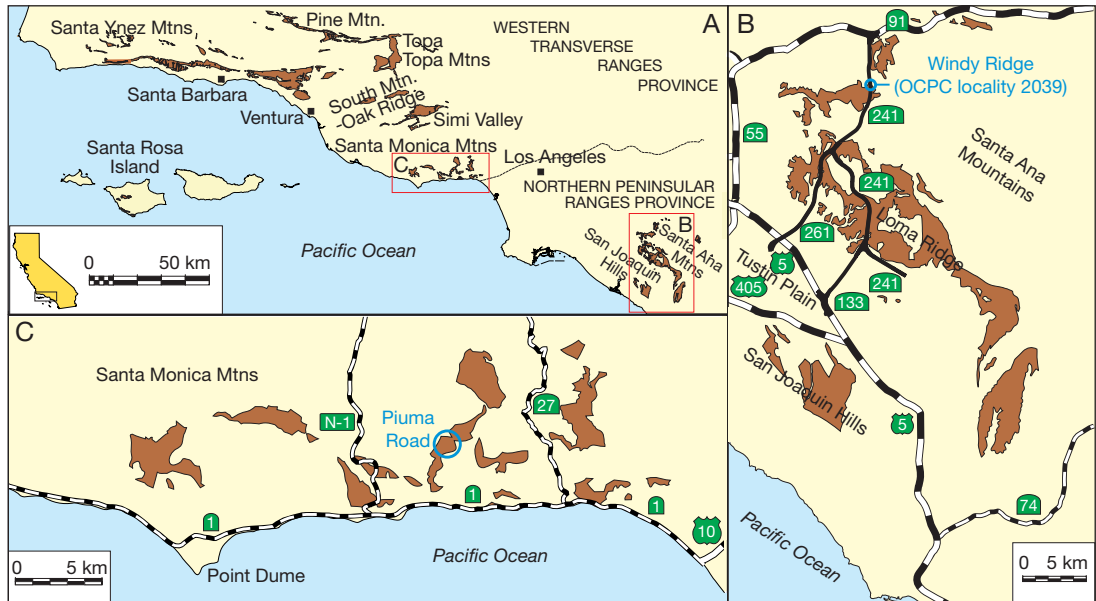 A
Santa Ynez Mtns
Pine Mtn.
Topa
Topa Mtns
WESTERN
TRANSVERSE
RANGES
PROVINCE
Santa Barbara
South Mtn.
Oak Ridge
Ventura
Simi Valley
Santa Rosa
Island
Santa Monica Mtns
C
Los Angeles
NORTHERN PENINSULAR
RANGES PROVINCE
B
Santa Aha
Mtns
San Joaquin
Hills
Pacific Ocean
0 50 km
B
91
Windy Ridge
(OCPC locality 2039)
241
55
Santa Ana
Mountains
241
Loma Ridge
261
5
Tustin Plain
405
241
133
San Joaquin Hills
5
74
Pacific Ocean
0 5 km
C
Santa Monica Mtns
N-1
Piuma
Road
27
1
1
1
10
Pacific Ocean
Point Dume
0 5 km